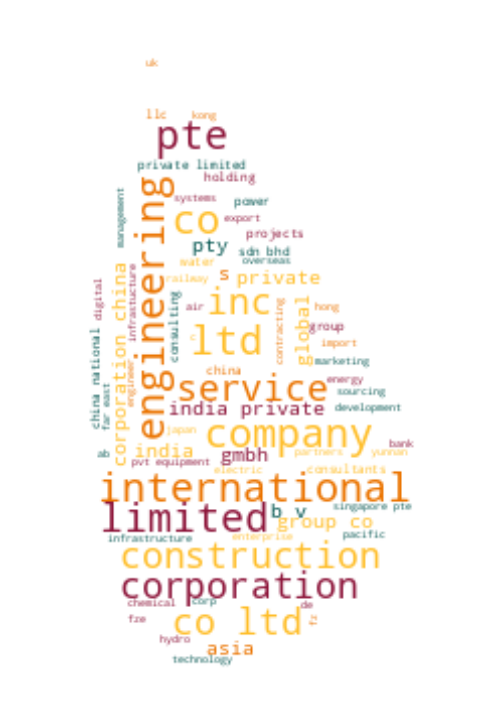 uk
llc kong
pte
private limited
holding
management
systems power
engineering
co export
projects
pty sdn bhd
overseas
water
s private
railway
corporation china
infrastucture
digital
consulting
air inc global hong
contracting
group
china national
ltd import
c
marketing
china
energy
engineer
far east
service sourcing
india private development
japan company
bank
ab india gmbh partners yunnan
pvt equipment
electric consultants
international
limited b v singapore pte
group co
infrastructure enterprise pacific
construction
corporation
chemical corp de
fze co ltd
hydro
asia
technology